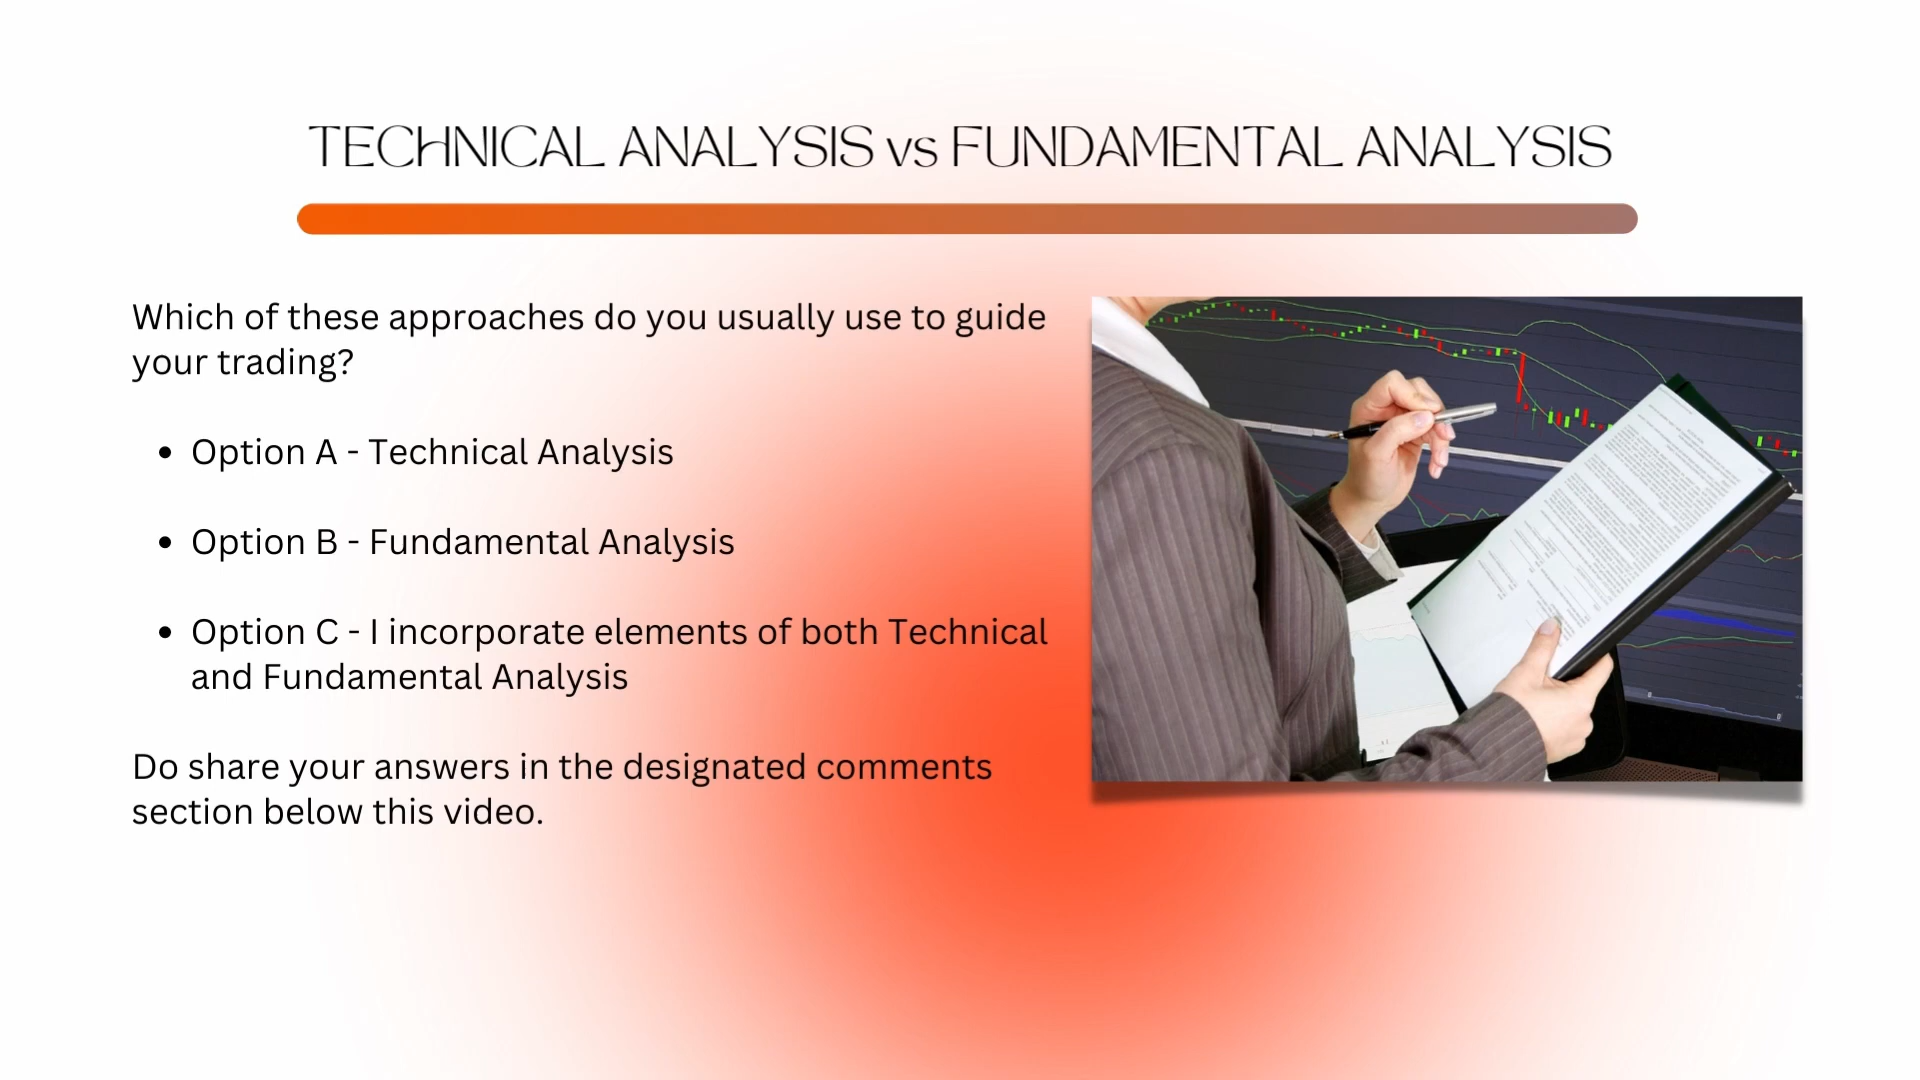 TECHNICAL ANALYSIS vs FUNDAMENTAL ANALYSIS
Which of these approaches do you usually use to guide
your trading?
• Option A - Technical Analysis
• Option B - Fundamental Analysis
• Option C - I incorporate elements of both Technical
and Fundamental Analysis
Do share your answers in the designated comments
section below this video.